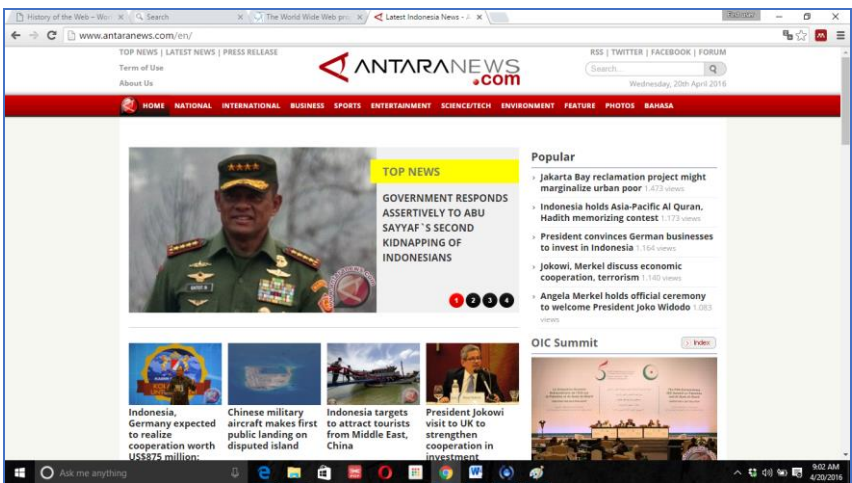 History of the Web – Wor
Search
The World Wide Web pro
Latest Indonesia News - A
www.antaranews.com/en/
TOP NEWS | LATEST NEWS | PRESS RELEASE
RSS | TWITTER | FACEBOOK | FORUM
Term of Use
ANTARANEWS
.com
Search...
About Us
Wednesday, 20th April 2016
HOME NATIONAL INTERNATIONAL BUSINESS SPORTS ENTERTAINMENT SCIENCE/TECH ENVIRONMENT FEATURE PHOTOS BAHASA
TOP NEWS
GOVERNMENT RESPONDS
ASSERTIVELY TO ABU
SAYYAF`S SECOND
KIDNAPPING OF
INDONESIANS
1 2 3 4
Popular
Jakarta Bay reclamation project might
marginalize urban poor 1.473 views
Indonesia holds Asia-Pacific Al Quran,
Hadith memorizing contest 1.173 views
President convinces German businesses
to invest in Indonesia 1.164 views
Jokowi, Merkel discuss economic
cooperation, terrorism 1.140 views
Angela Merkel holds official ceremony
to welcome President Joko Widodo 1.083
views
OIC Summit
Index
Indonesia,
Germany expected
to realize
cooperation worth
US$875 million:
Chinese military
aircraft makes first
public landing on
disputed island
Indonesia targets
to attract tourists
from Middle East,
China
President Jokowi
visit to UK to
strengthen
cooperation in
investment
Ask me anything
9:02 AM
4/20/2016